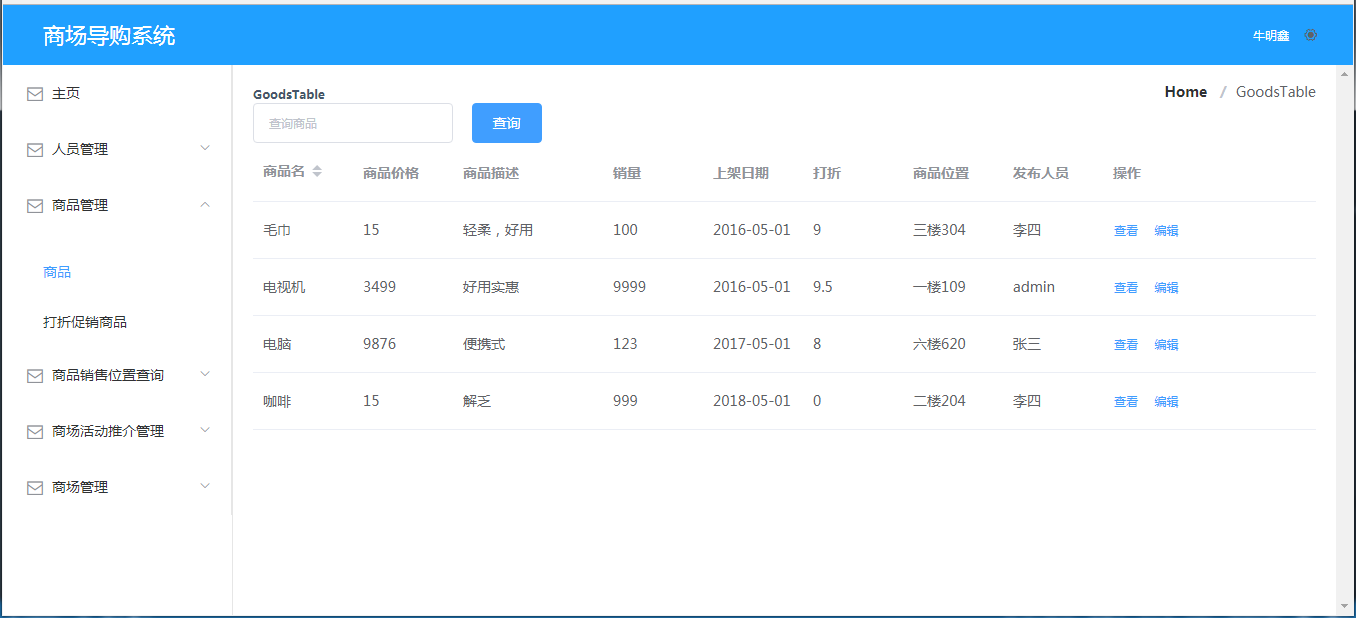 商场导购系统 牛明鑫
主页
人员管理
商品管理
商品
打折促销商品
商品销售位置查询
商场活动推介管理
商场管理
GoodsTable
Home / GoodsTable
查询商品 查询
商品名 商品价格 商品描述 销量 上架日期 打折 商品位置 发布人员 操作
毛巾 15 轻柔，好用 100 2016-05-01 9 三楼304 李四 查看 编辑
电视机 3499 好用实惠 9999 2016-05-01 9.5 一楼109 admin 查看 编辑
电脑 9876 便携式 123 2017-05-01 8 六楼620 张三 查看 编辑
咖啡 15 解乏 999 2018-05-01 0 二楼204 李四 查看 编辑